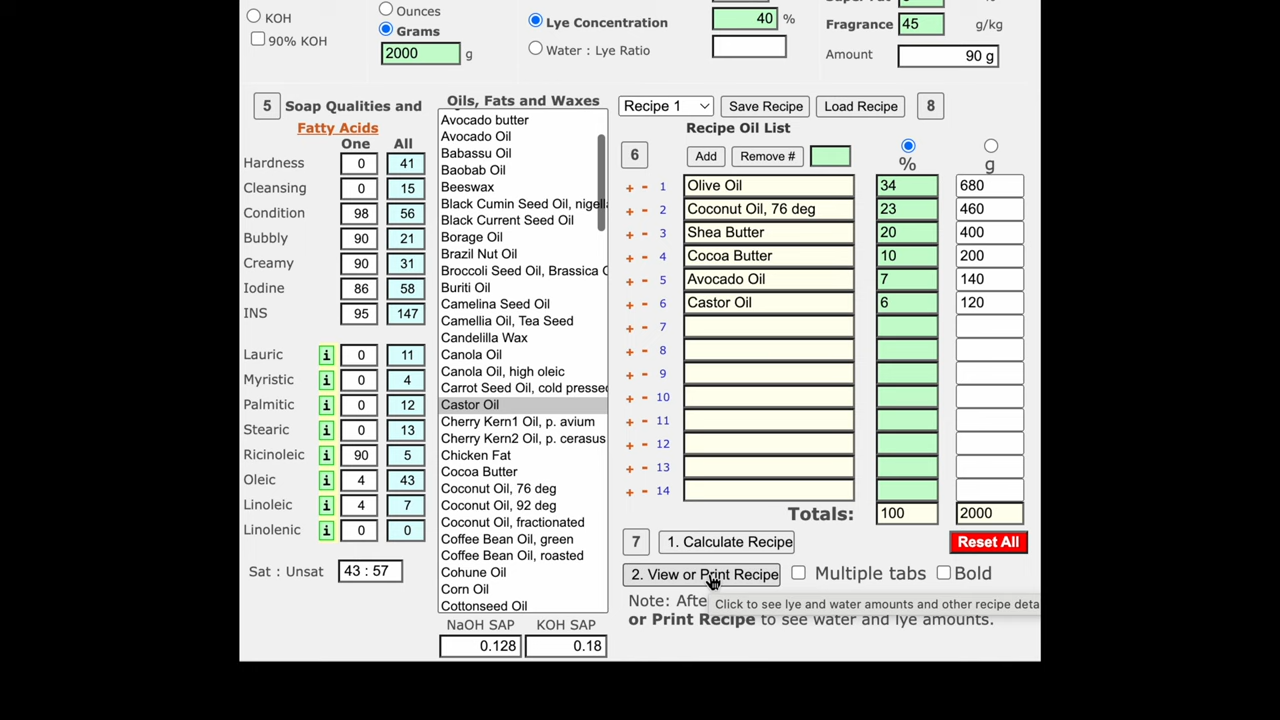 KOH
90% KOH
Ounces
Grams
2000 g
Lye Concentration
40 %
Water : Lye Ratio
Fragrance 45 g/kg
Amount 90 g
5 Soap Qualities and
Fatty Acids
One All
Hardness 0 41
Cleansing 0 15
Condition 98 56
Bubbly 90 21
Creamy 90 31
Iodine 86 58
INS 95 147
Lauric i 0 11
Myristic i 0 4
Palmitic i 0 12
Stearic i 0 13
Ricinoleic i 90 5
Oleic i 4 43
Linoleic i 4 7
Linolenic i 0 0
Sat : Unsat 43 : 57
Oils, Fats and Waxes
Avocado butter
Avocado Oil
Babassu Oil
Baobab Oil
Beeswax
Black Cumin Seed Oil, nigell
Black Current Seed Oil
Borage Oil
Brazil Nut Oil
Broccoli Seed Oil, Brassica C
Buriti Oil
Camelina Seed Oil
Camellia Oil, Tea Seed
Candelilla Wax
Canola Oil
Canola Oil, high oleic
Carrot Seed Oil, cold pressed
Castor Oil
Cherry Kern1 Oil, p. avium
Cherry Kern2 Oil, p. cerasus
Chicken Fat
Cocoa Butter
Coconut Oil, 76 deg
Coconut Oil, 92 deg
Coconut Oil, fractionated
Coffee Bean Oil, green
Coffee Bean Oil, roasted
Cohune Oil
Corn Oil
Cottonseed Oil
NaOH SAP KOH SAP
0.128 0.18
Recipe 1 Save Recipe Load Recipe 8
Recipe Oil List
6 Add Remove # % g
+ - 1 Olive Oil 34 680
+ - 2 Coconut Oil, 76 deg 23 460
+ - 3 Shea Butter 20 400
+ - 4 Cocoa Butter 10 200
+ - 5 Avocado Oil 7 140
+ - 6 Castor Oil 6 120
+ - 7
+ - 8
+ - 9
+ - 10
+ - 11
+ - 12
+ - 13
+ - 14
Totals: 100 2000
7 1. Calculate Recipe Reset All
2. View or Print Recipe Multiple tabs Bold
Note: Afte
Click to see lye and water amounts and other recipe deta
or Print Recipe to see water and lye amounts.